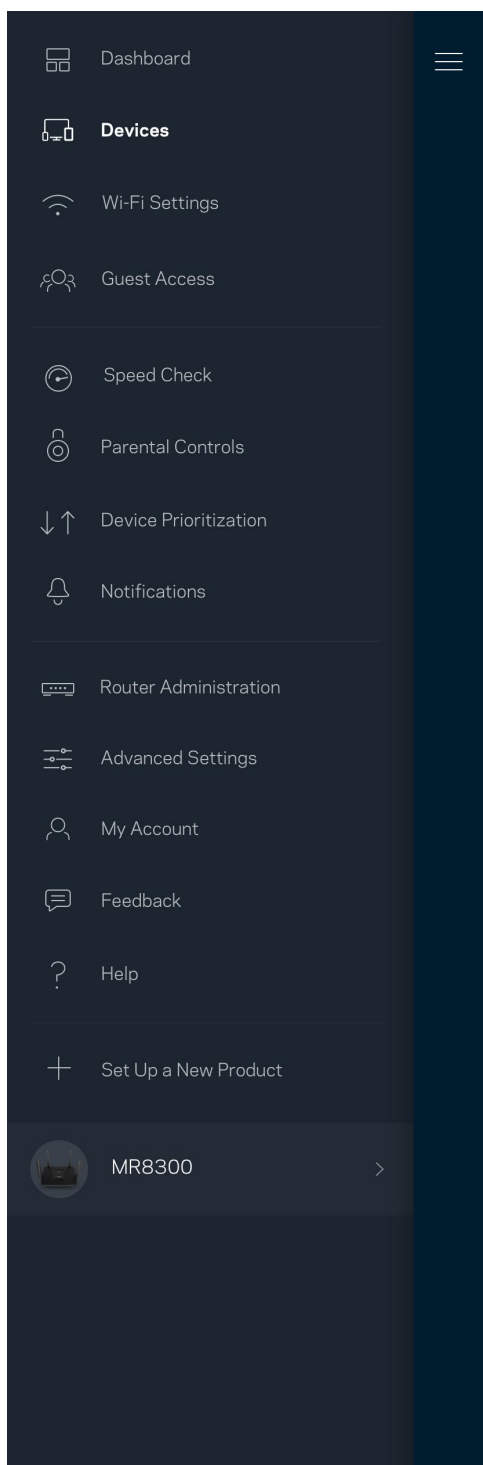 Dashboard
Devices
Wi-Fi Settings
Guest Access
Speed Check
Parental Controls
Device Prioritization
Notifications
Router Administration
Advanced Settings
My Account
Feedback
Help
Set Up a New Product
MR8300